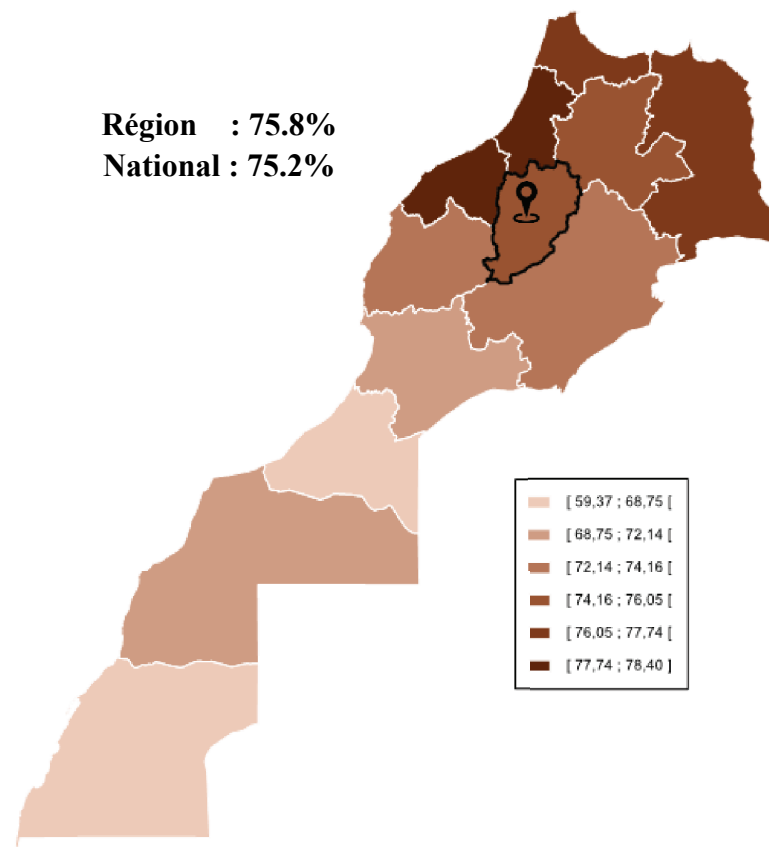 Région : 75.8%
National : 75.2%
[ 59,37 ; 68,75 [
[ 68,75 ; 72,14 [
[ 72,14 ; 74,16 [
[ 74,16 ; 76,05 [
[ 76,05 ; 77,74 [
[ 77,74 ; 78,40 ]